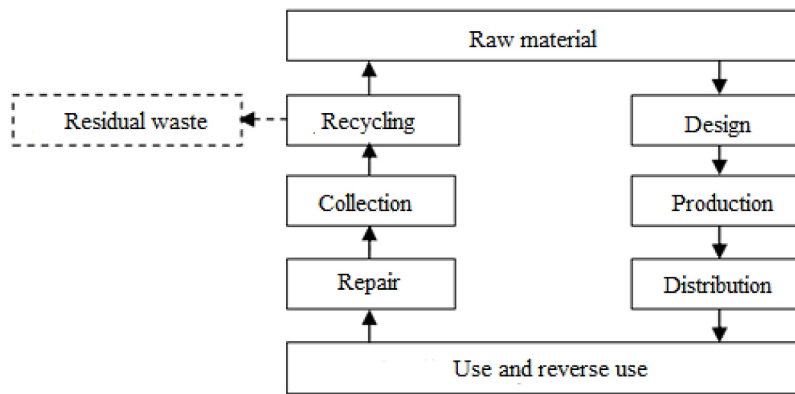 Raw material
Residual waste
Recycling
Design
Collection
Production
Repair
Distribution
Use and reverse use